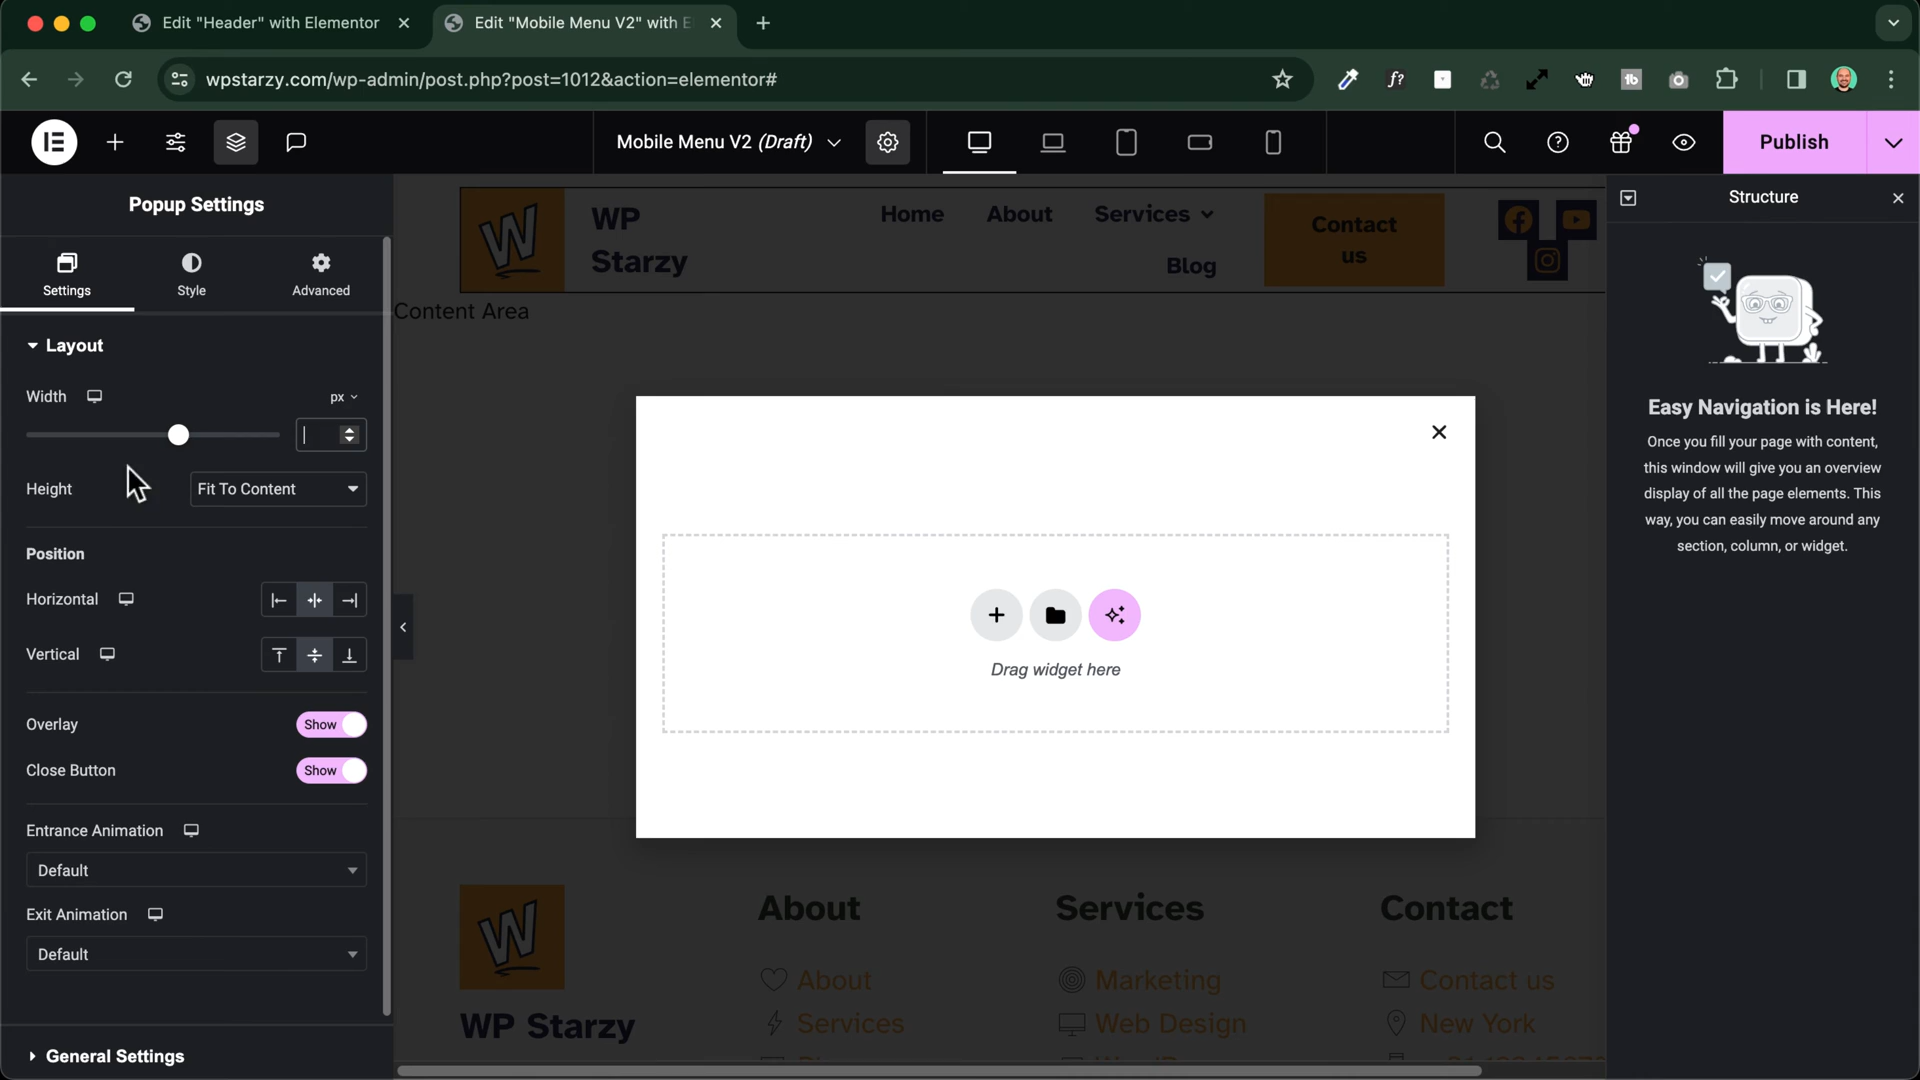 Edit "Header" with Elementor
Edit "Mobile Menu V2" with E
wpstarzy.com/wp-admin/post.php?post=1012&action=elementor#
Mobile Menu V2 (Draft)
Publish
Popup Settings
Settings
Style
Advanced
Layout
Width
px
Height
Fit To Content
Position
Horizontal
Vertical
Overlay
Show
Close Button
Show
Entrance Animation
Default
Exit Animation
Default
General Settings
WP
Starzy
Home
About
Services
Blog
Contact
us
Content Area
Drag widget here
WP Starzy
About
About
Services
Services
Marketing
Web Design
Contact
Contact us
New York
Structure
Easy Navigation is Here!
Once you fill your page with content,
this window will give you an overview
display of all the page elements. This
way, you can easily move around any
section, column, or widget.